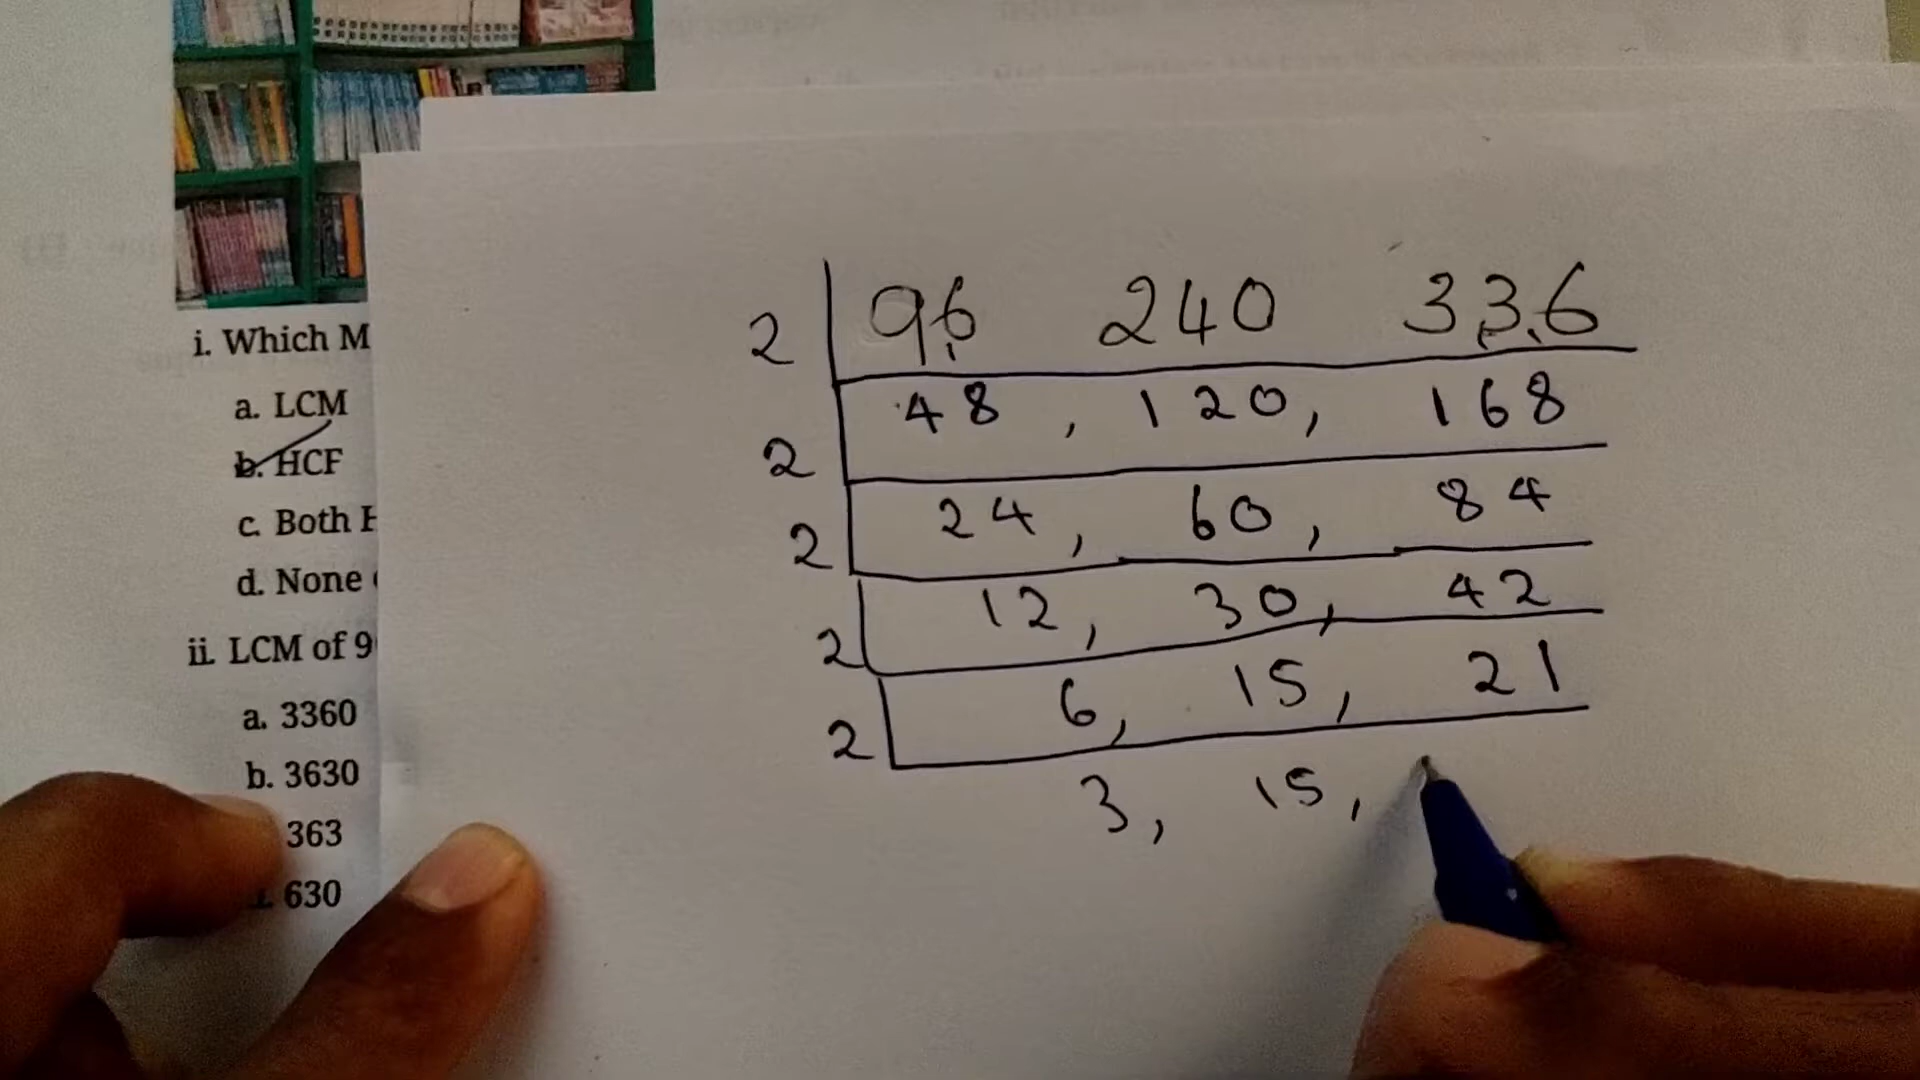 i. Which M
a. LCM
b. HCF
c. Both
d. None
ii. LCM of 9
a. 3360
b. 3630
363
630
2 96 240 336
2 48, 120, 168
2 24, 60, 84
2 12, 30, 42
2 6, 15, 21
3, 15,